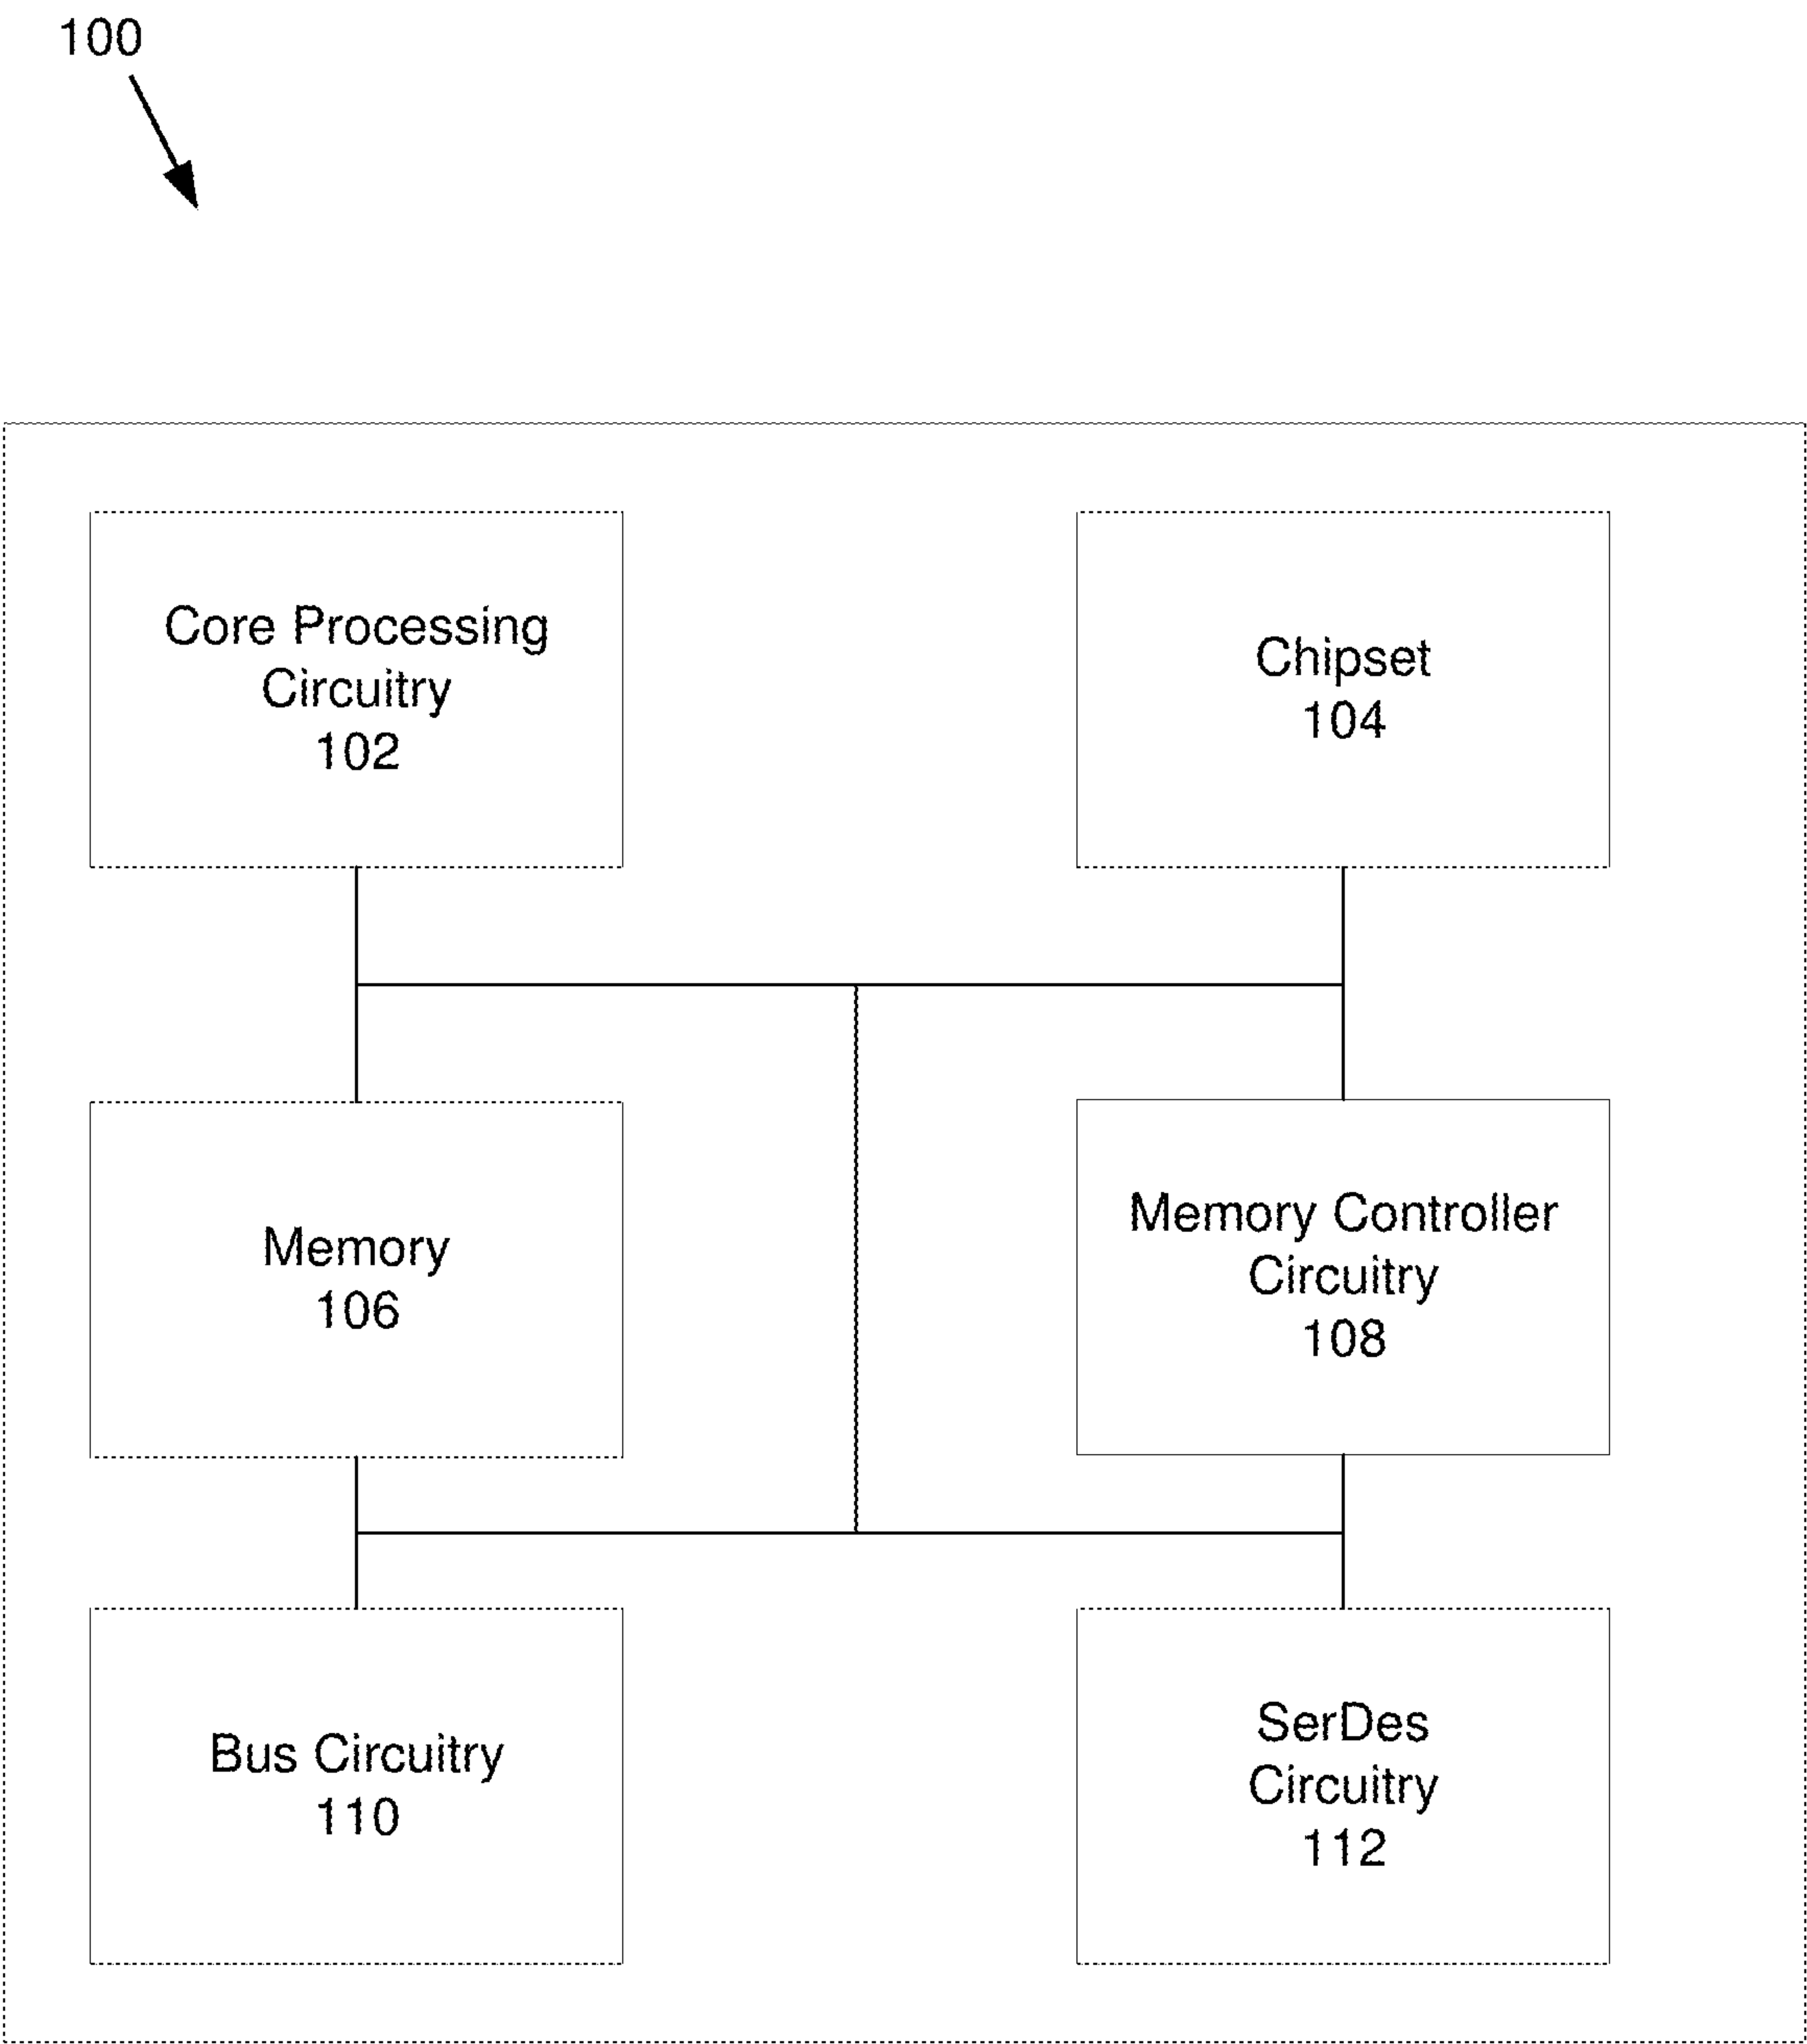 100
Core Processing
Circuitry
102
Chipset
104
Memory
106
Memory Controller
Circuitry
108
Bus Circuitry
110
SerDes
Circuitry
112